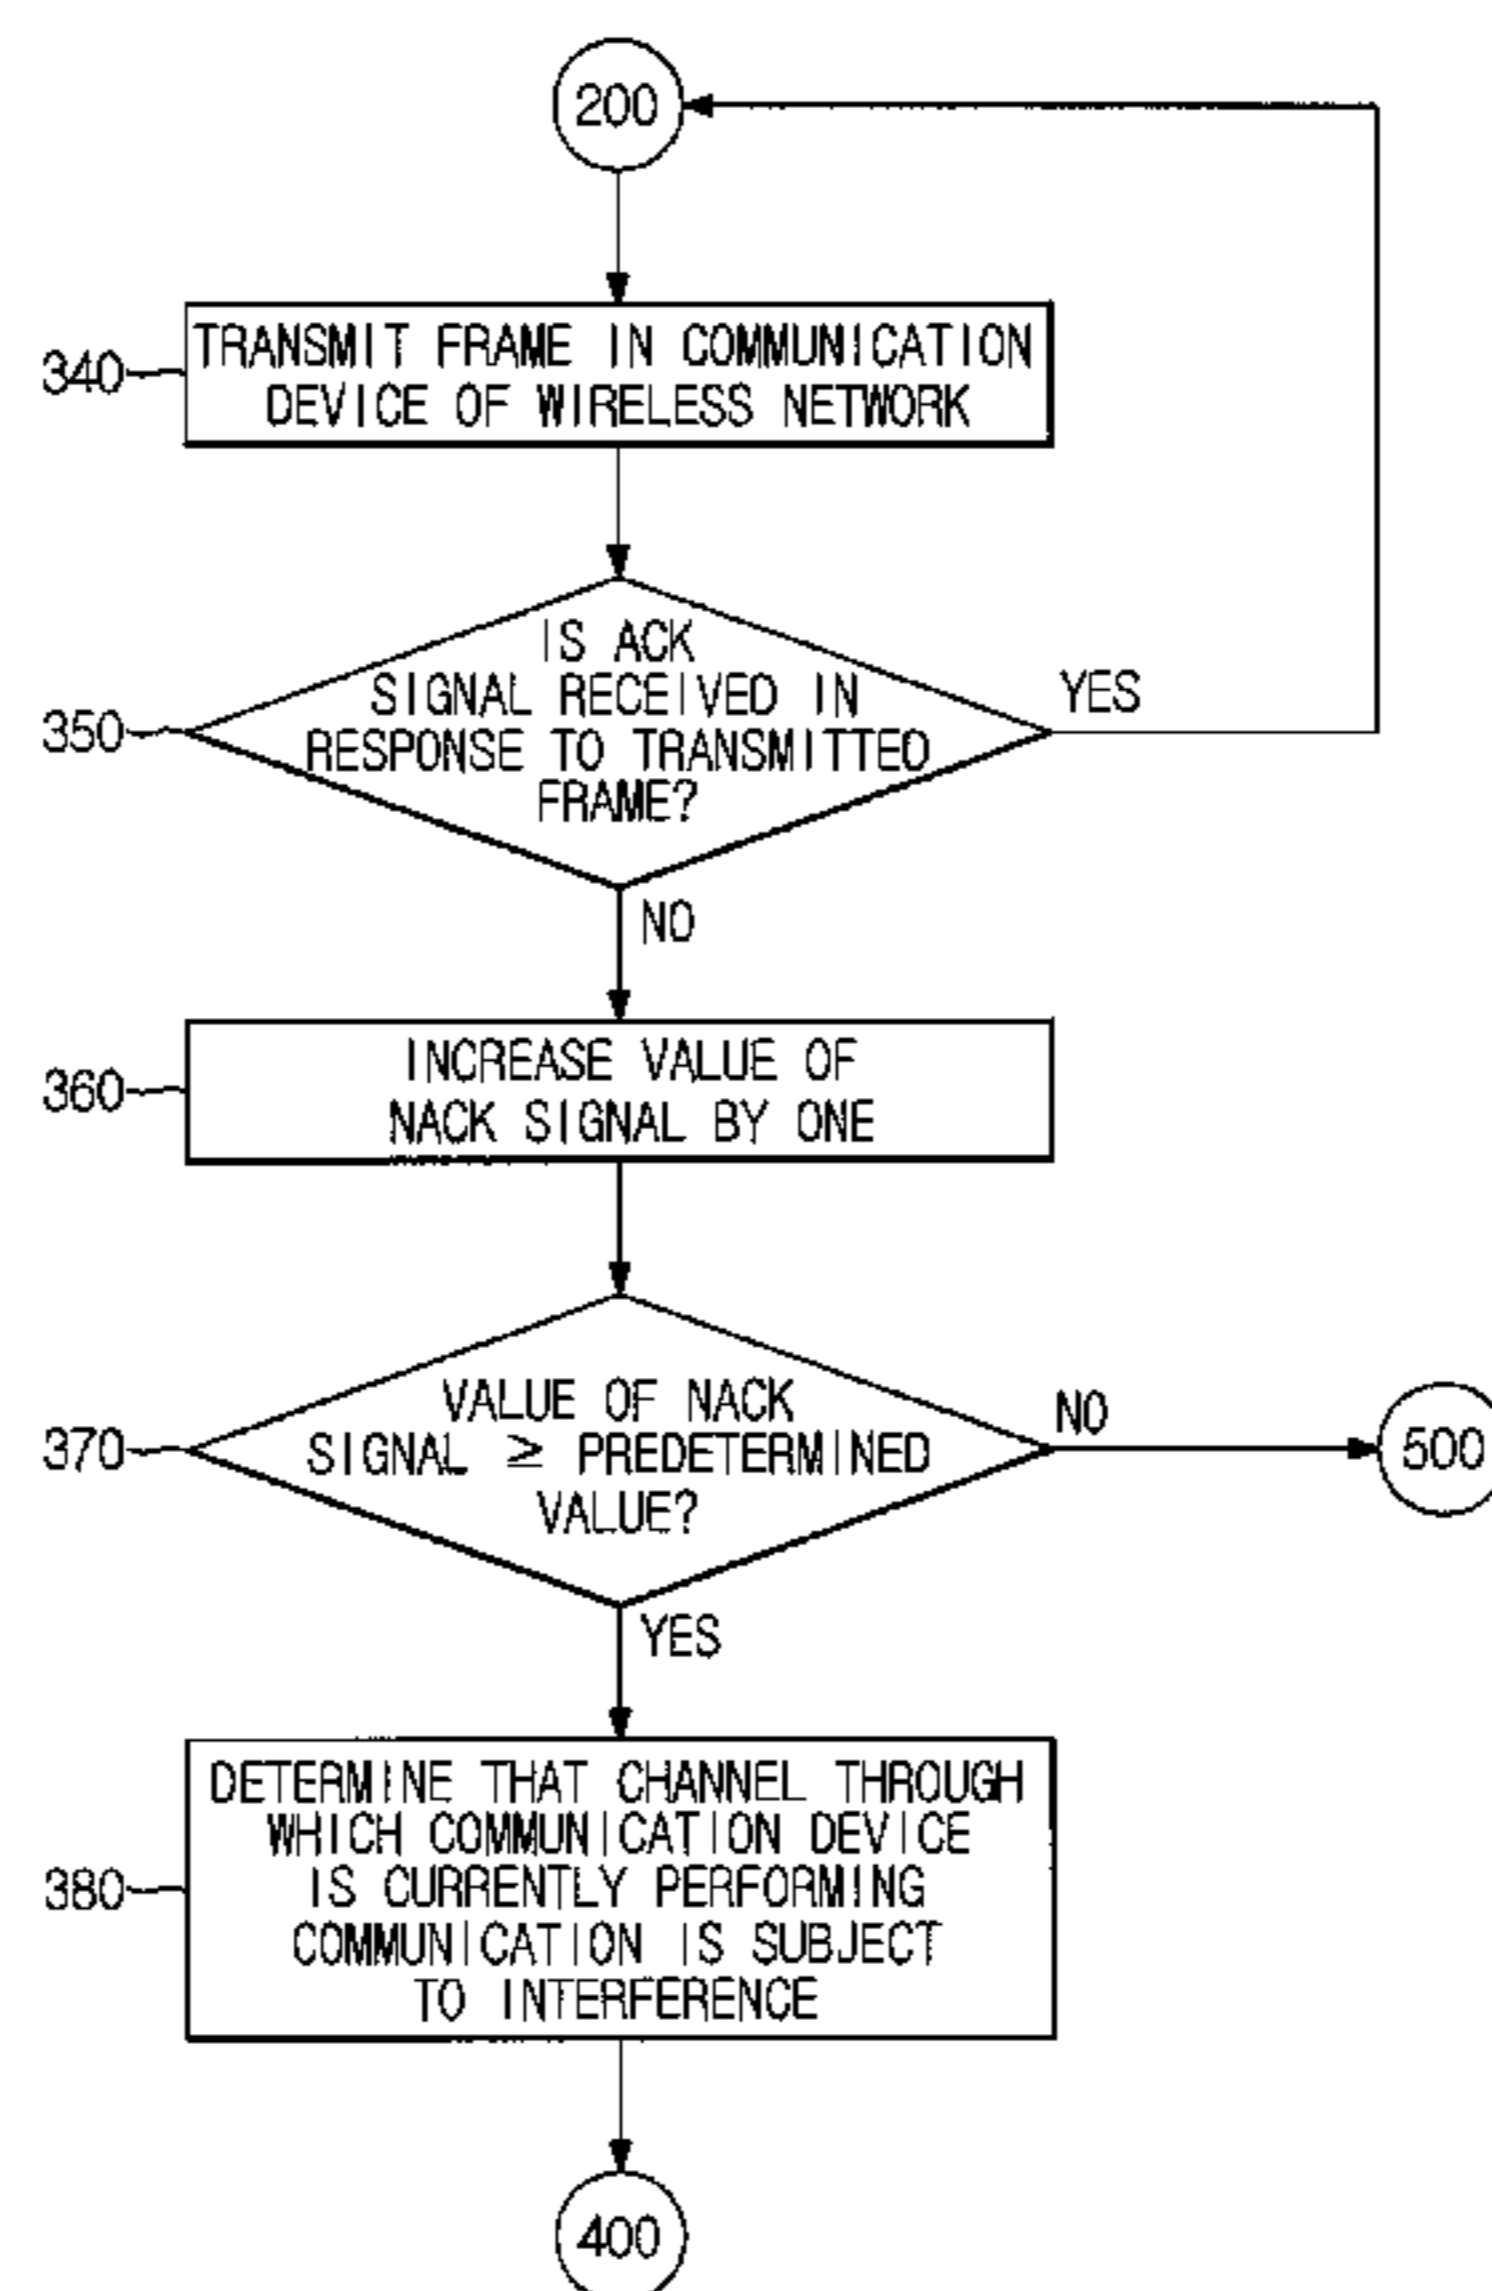 200
340
TRANSMIT FRAME IN COMMUNICATION
DEVICE OF WIRELESS NETWORK
350
IS ACK
SIGNAL RECEIVED IN
RESPONSE TO TRANSMITTED
FRAME?
YES
NO
360
INCREASE VALUE OF
NACK SIGNAL BY ONE
370
VALUE OF NACK
SIGNAL ≥ PREDETERMINED
VALUE?
NO
500
YES
380
DETERMINE THAT CHANNEL THROUGH
WHICH COMMUNICATION DEVICE
IS CURRENTLY PERFORMING
COMMUNICATION IS SUBJECT
TO INTERFERENCE
400